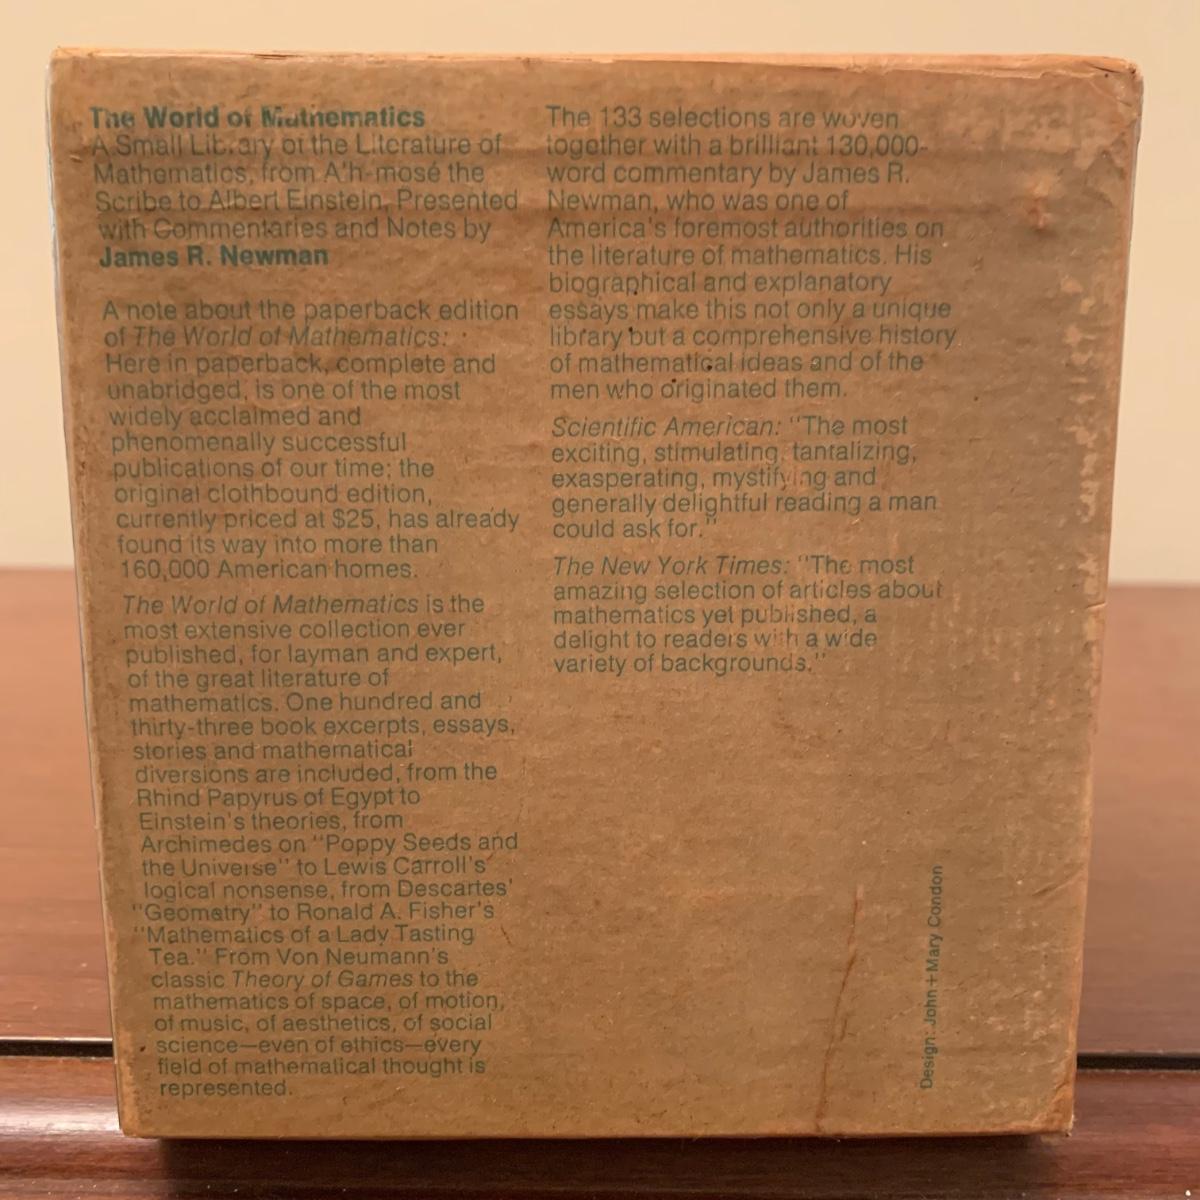 The World of Mathematics
A Small Library of the Literature of
Mathematics, from A'h-mosé the
Scribe to Albert Einstein, Presented
with Commentaries and Notes by
James R. Newman
A note about the paperback edition
of The World of Mathematics:
Here in paperback, complete and
unabridged, is one of the most
widely acclaimed and
phenomenally successful
publications of our time; the
original clothbound edition,
currently priced at $25, has already
found its way into more than
160,000 American homes.
The World of Mathematics is the
most extensive collection ever
published, for layman and expert,
of the great literature of
mathematics. One hundred and
thirty-three book excerpts, essays,
stories and mathematical
diversions are included, from the
Rhind Papyrus of Egypt to
Einstein's theories, from
Archimedes on "Poppy Seeds and
the Universe" to Lewis Carroll's
logical nonsense, from Descartes'
"Geometry" to Ronald A. Fisher's
"Mathematics of a Lady Tasting
Tea." From Von Neumann's
classic Theory of Games to the
mathematics of space, of motion,
of music, of aesthetics, of social
science—even of ethics—every
field of mathematical thought is
represented.
The 133 selections are woven
together with a brilliant 130,000-
word commentary by James R.
Newman, who was one of
America's foremost authorities on
the literature of mathematics. His
biographical and explanatory
essays make this not only a unique
library but a comprehensive history
of mathematical ideas and of the
men who originated them.
Scientific American: "The most
exciting, stimulating, tantalizing,
exasperating, mystifying and
generally delightful reading a man
could ask for."
The New York Times: "The most
amazing selection of articles about
mathematics yet published, a
delight to readers with a wide
variety of backgrounds."
Design: John + Mary Condon